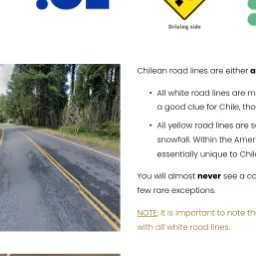 .CL
Driving side
Chilean road lines are either a
• All white road lines are m
a good clue for Chile, tho
• All yellow road lines are s
snowfall. Within the Amer
essentially unique to Chil
You will almost never see a co
few rare exceptions.
NOTE: It is important to note th
with all white road lines.